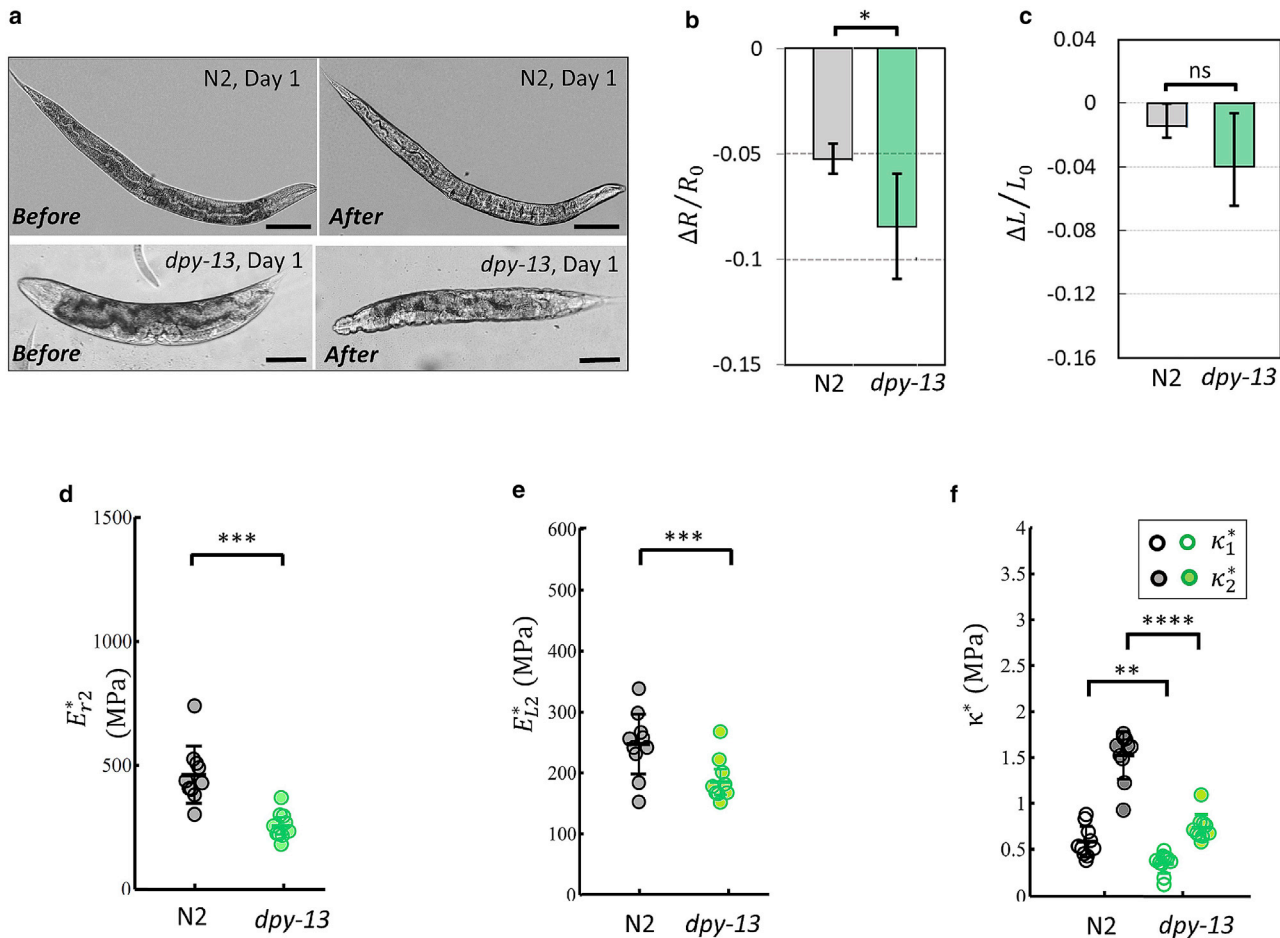 a
N2, Day 1
Before
N2, Day 1
After
dpy-13, Day 1
Before
dpy-13, Day 1
After
b
*
0
-0.05
-0.1
-0.15
ΔR/R₀
N2 dpy-13
c
0.04
ns
0
-0.04
-0.08
-0.12
-0.16
ΔL/L₀
N2 dpy-13
d
1500
***
1000
500
0
E*r2
(MPa)
N2 dpy-13
e
600
***
500
400
300
200
100
0
E*L2 (MPa)
N2 dpy-13
f
4
3.5
3
2.5
2
1.5
1
0.5
0
κ* (MPa)
κ*1
κ*2
****
**
N2 dpy-13